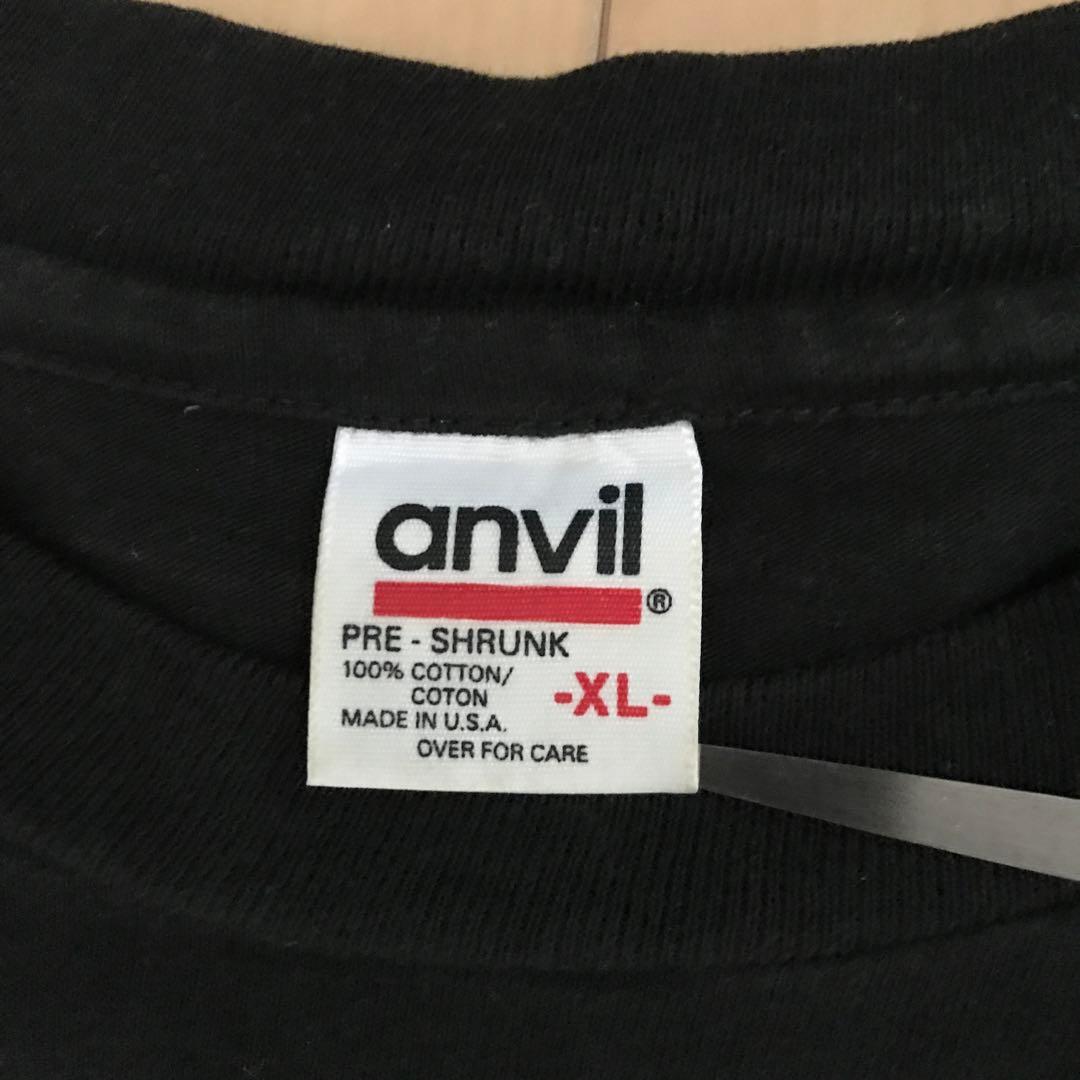 anvil
®
PRE - SHRUNK
100% COTTON/
COTON
-XL-
MADE IN U.S.A.
OVER FOR CARE